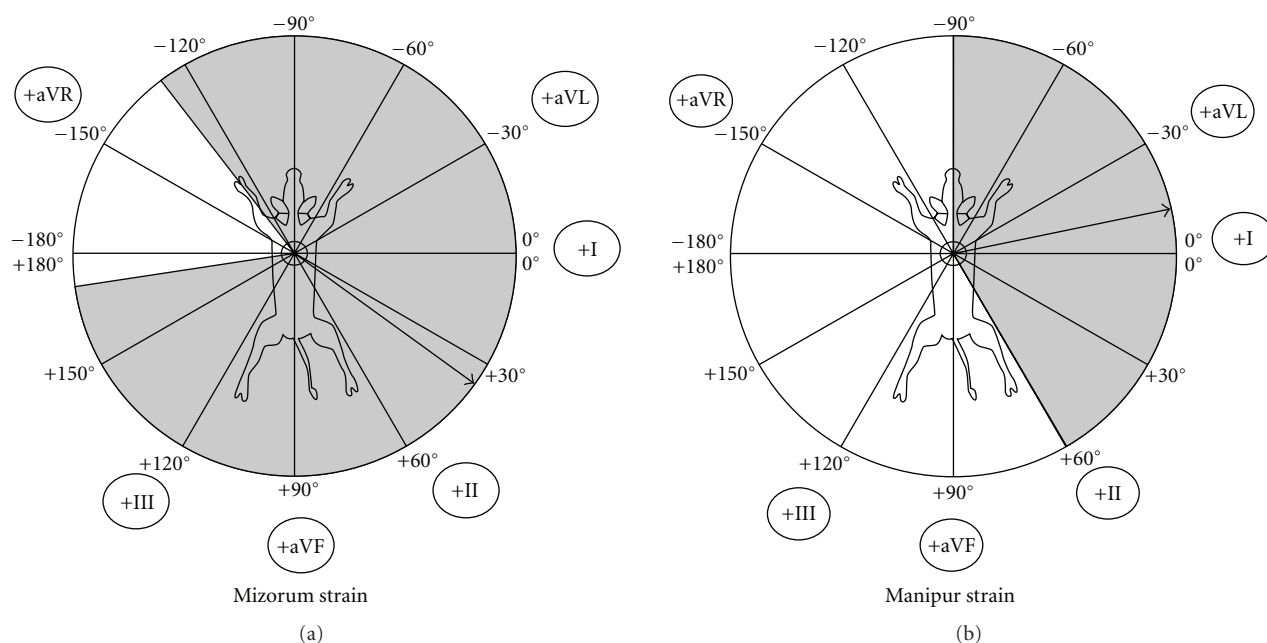 −90°
−120°
−60°
+aVR
+aVL
−150°
−30°
−180°
+180°
0°
0°
+I
+150°
+30°
+120°
+60°
+III
+90°
+II
+aVF
Mizorum strain
(a)
−90°
−120°
−60°
+aVR
+aVL
−150°
−30°
−180°
+180°
0°
0°
+I
+150°
+30°
+120°
+60°
+III
+90°
+II
+aVF
Manipur strain
(b)